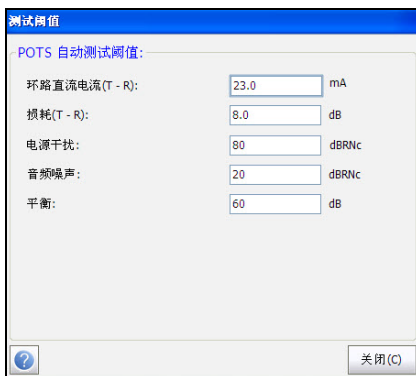 测试阈值
POTS 自动测试阈值:
环路直流电流(T - R): 23.0 mA
损耗(T - R): 8.0 dB
电源干扰: 80 dBRNc
音频噪声: 20 dBRNc
平衡: 60 dB
? 关闭(C)